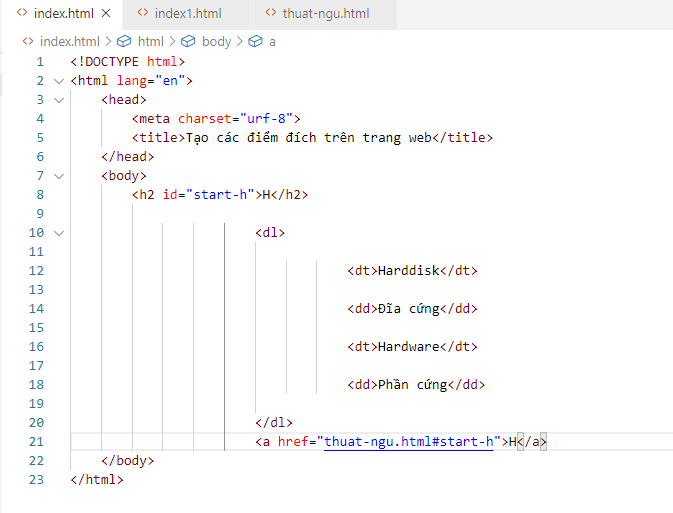 index.html index1.html thuat-ngu.html
index.html > html > body > a
1 <!DOCTYPE html>
2 <html lang="en">
3 <head>
4 <meta charset="urf-8">
5 <title>Tạo các điểm đích trên trang web</title>
6 </head>
7 <body>
8 <h2 id="start-h">H</h2>
9
10 <dl>
11
12 <dt>Harddisk</dt>
13
14 <dd>Đĩa cứng</dd>
15
16 <dt>Hardware</dt>
17
18 <dd>Phần cứng</dd>
19
20 </dl>
21 <a href="thuat-ngu.html#start-h">H</a>
22 </body>
23 </html>